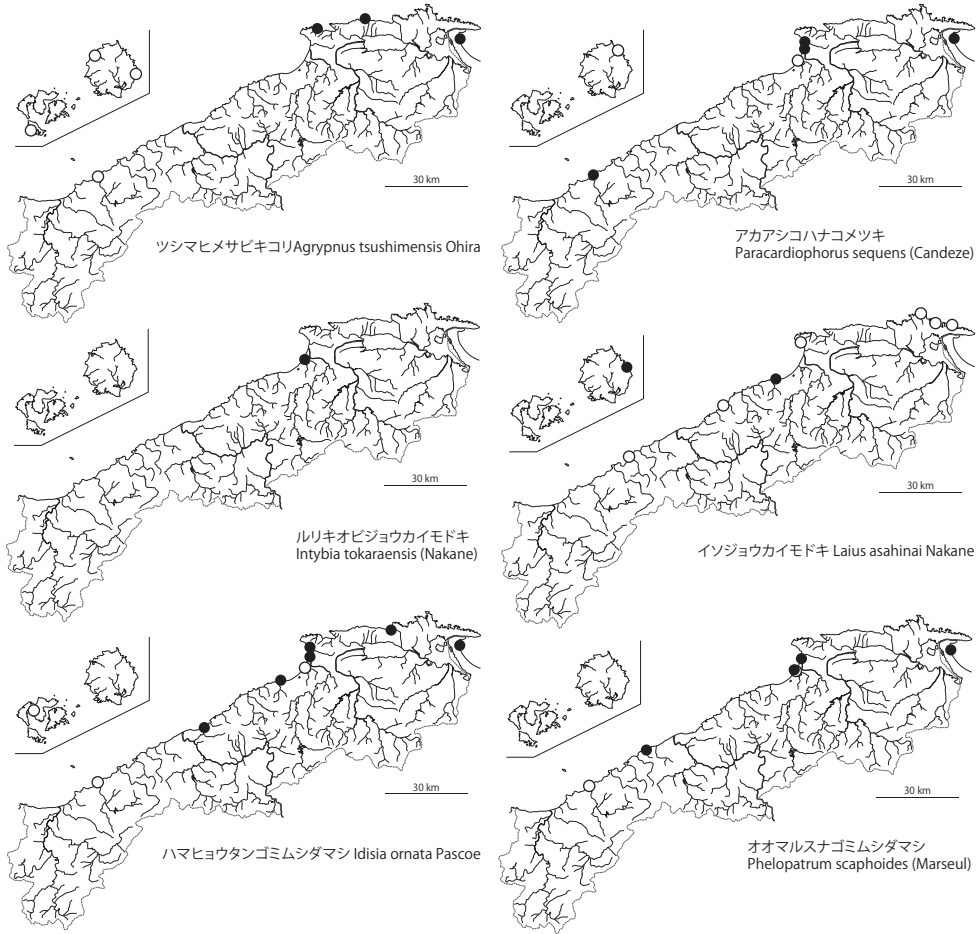 30 km
ツシマヒメサビキコリAgrypnus tsushimensis Ohira
30 km
アカアシコハナコメツキ
Paracardiophorus sequens (Candeze)
30 km
ルリキオビジョウカイモドキ
Intybia tokaraensis (Nakane)
30 km
イソジョウカイモドキ Laius asahinai Nakane
30 km
ハマヒョウタンゴミムシダマシ Idisia ornata Pascoe
30 km
オオマルスナゴミムシダマシ
Phelopatrum scaphoides (Marseul)